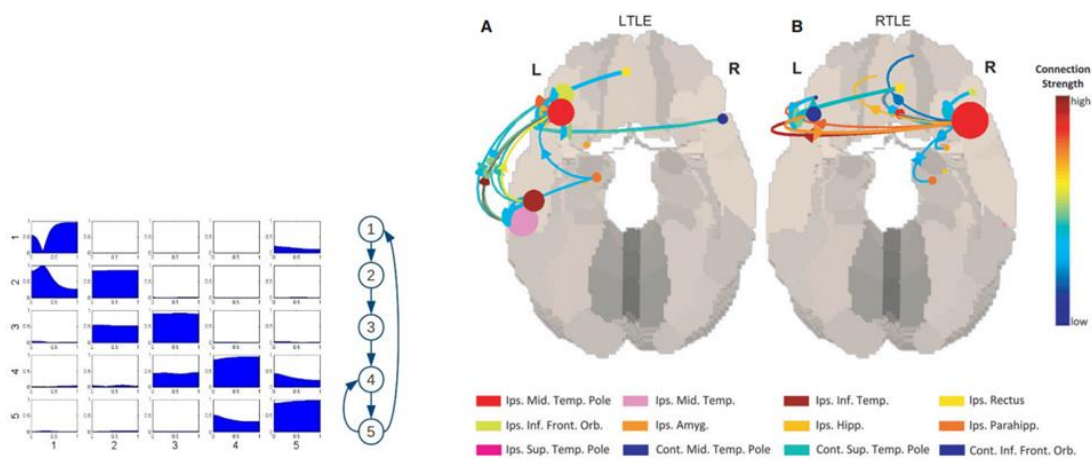 A
LTLE
B
RTLE
L
R
L
R
Connection
Strength
high
low
1
2
3
4
5
1
2
3
4
5
1
2
3
4
5
Ips. Mid. Temp. Pole
Ips. Mid. Temp.
Ips. Inf. Temp.
Ips. Rectus
Ips. Inf. Front. Orb.
Ips. Amyg.
Ips. Hipp.
Ips. Parahipp.
Ips. Sup. Temp. Pole
Cont. Mid. Temp. Pole
Cont. Sup. Temp. Pole
Cont. Inf. Front. Orb.